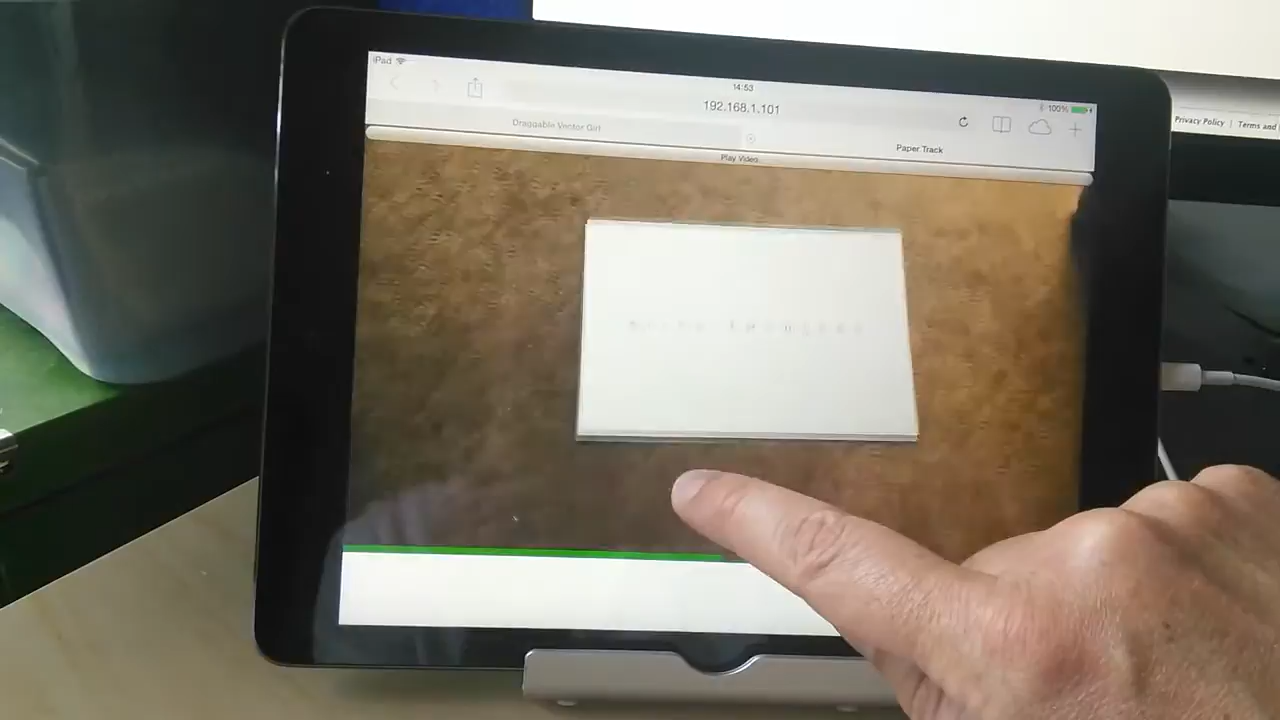 iPad
14:53
100%
192.168.1.101
Draggable Vector Girl
Paper Track
Play Video
Privacy Policy | Terms and